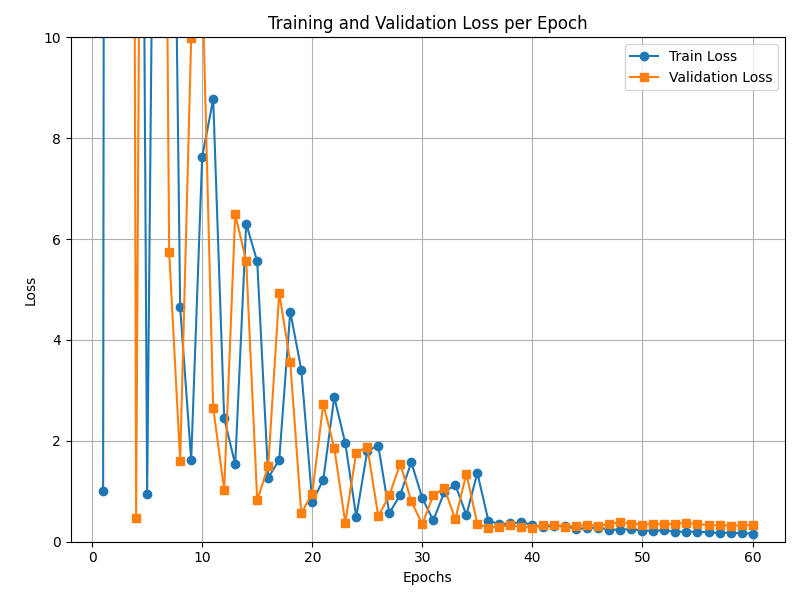 Training and Validation Loss per Epoch
Train Loss
Validation Loss
Loss
10
8
6
4
2
0
0 10 20 30 40 50 60
Epochs